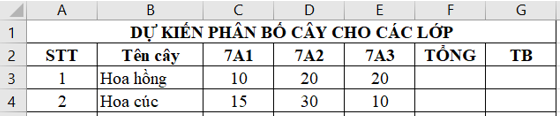 A B C D E F G
1 DỰ KIẾN PHÂN BỐ CÂY CHO CÁC LỚP
2 STT Tên cây 7A1 7A2 7A3 TỔNG TB
3 1 Hoa hồng 10 20 20
4 2 Hoa cúc 15 30 10